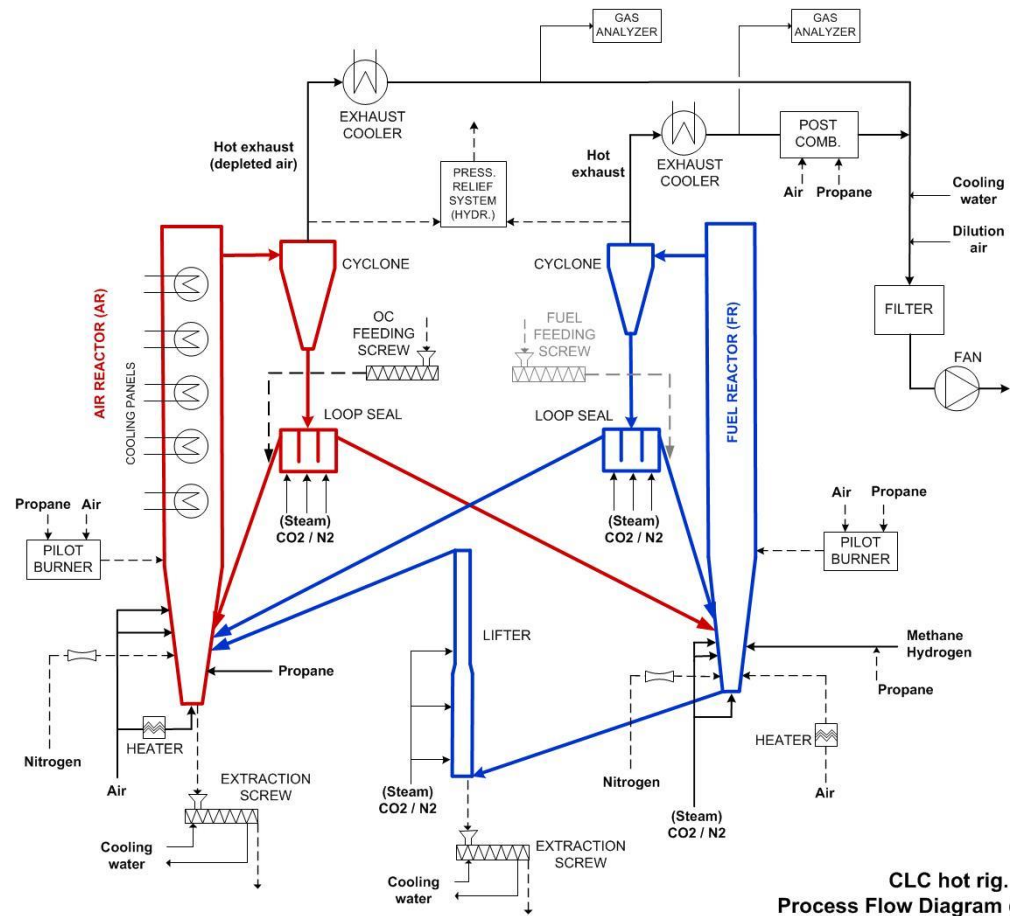 GAS
ANALYZER
GAS
ANALYZER
EXHAUST
COOLER
Hot exhaust
(depleted air)
PRESS.
RELIEF
SYSTEM
(HYDR.)
Hot
exhaust
EXHAUST
COOLER
POST
COMB.
Air
Propane
Cooling
water
Dilution
air
FILTER
FAN
CYCLONE
CYCLONE
AIR REACTOR (AR)
COOLING PANELS
OC
FEEDING
SCREW
FUEL
FEEDING
SCREW
FUEL REACTOR (FR)
LOOP SEAL
LOOP SEAL
(Steam)
CO2 / N2
(Steam)
CO2 / N2
Propane
Air
PILOT
BURNER
Air
Propane
PILOT
BURNER
LIFTER
Propane
Methane
Hydrogen
Propane
HEATER
Nitrogen
Air
(Steam)
CO2 / N2
Nitrogen
HEATER
Air
(Steam)
CO2 / N2
EXTRACTION
SCREW
Cooling
water
EXTRACTION
SCREW
Cooling
water
CLC hot rig.
Process Flow Diagram